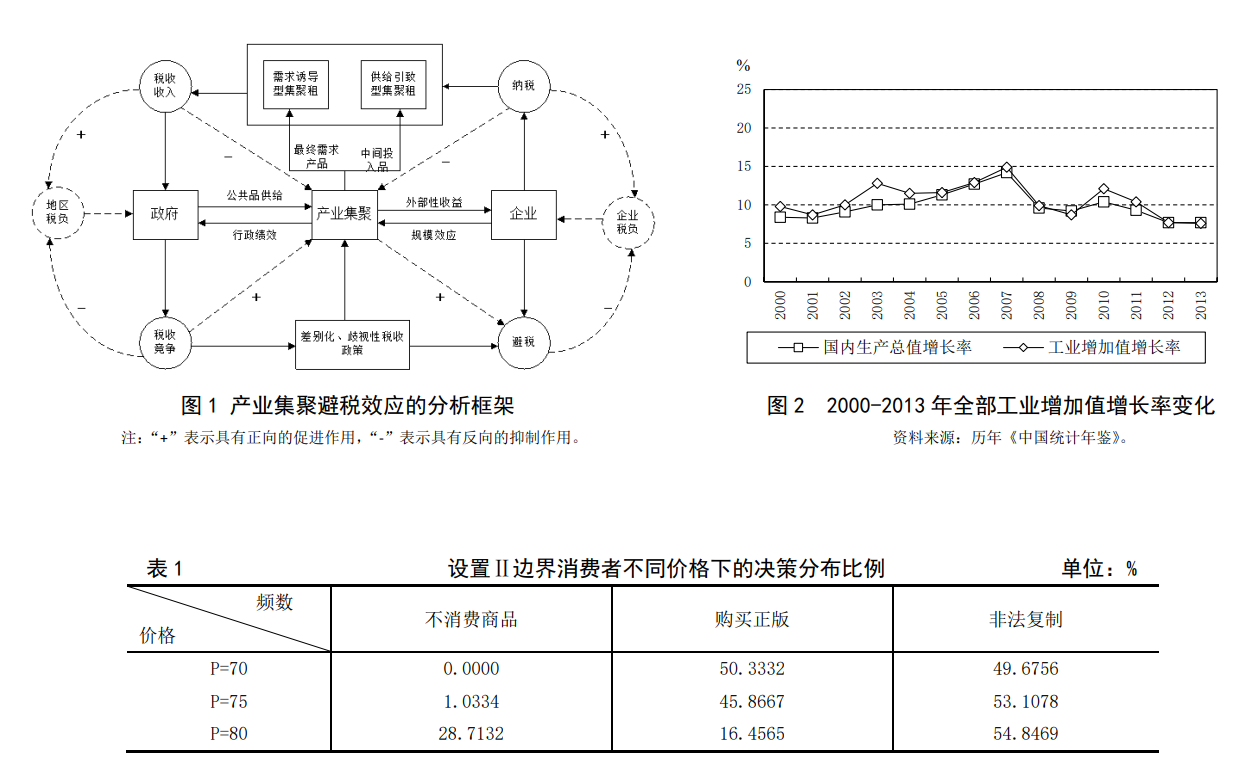 税收
收入
需求诱导
型集聚租
供给引致
型集聚租
纳税
+
−
最终需求
产品
中间投
入品
−
+
地区
税负
政府
公共品供给
行政绩效
产业集聚
外部性收益
规模效应
企业
企业
税负
−
+
+
−
税收
竞争
差别化、歧视性税收
政策
避税
图1 产业集聚避税效应的分析框架
注：“+”表示具有正向的促进作用，“-”表示具有反向的抑制作用。
%
25
20
15
10
5
0
2000
2001
2002
2003
2004
2005
2006
2007
2008
2009
2010
2011
2012
2013
国内生产总值增长率
工业增加值增长率
图2 2000-2013年全部工业增加值增长率变化
资料来源：历年《中国统计年鉴》。
表1 设置Ⅱ边界消费者不同价格下的决策分布比例 单位：%
频数
价格
不消费商品 购买正版 非法复制
P=70 0.0000 50.3332 49.6756
P=75 1.0334 45.8667 53.1078
P=80 28.7132 16.4565 54.8469